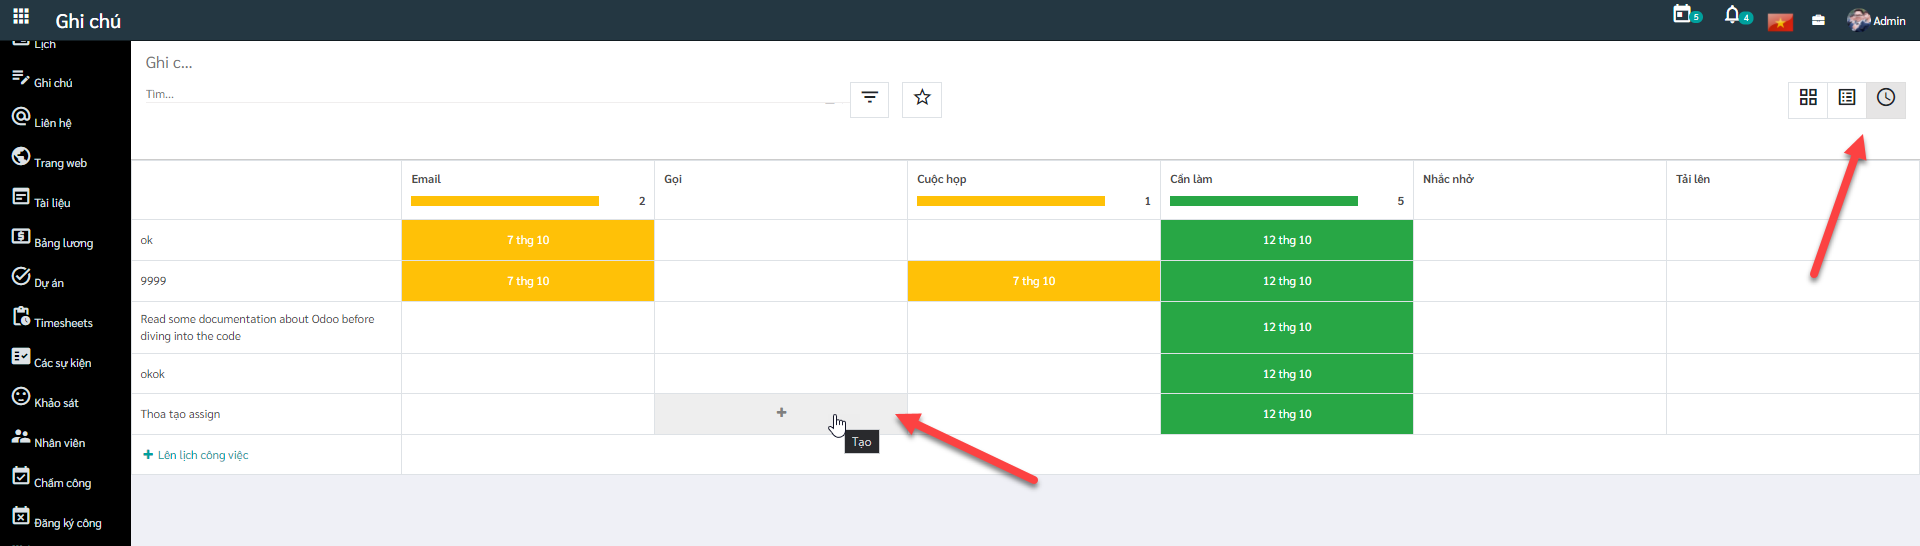 Ghi chú
5
4
Admin
Lịch
Ghi chú
Liên hệ
Trang web
Tài liệu
Bảng lương
Dự án
Timesheets
Các sự kiện
Khảo sát
Nhân viên
Chấm công
Đăng ký công
Ghi c...
Tìm...
Email 2
Gọi
Cuộc họp 1
Cần làm 5
Nhắc nhở
Tải lên
ok 7 thg 10 12 thg 10
9999 7 thg 10 7 thg 10 12 thg 10
Read some documentation about Odoo before
diving into the code 12 thg 10
okok 12 thg 10
Thoa tạo assign + 12 thg 10
Tạo
+ Lên lịch công việc